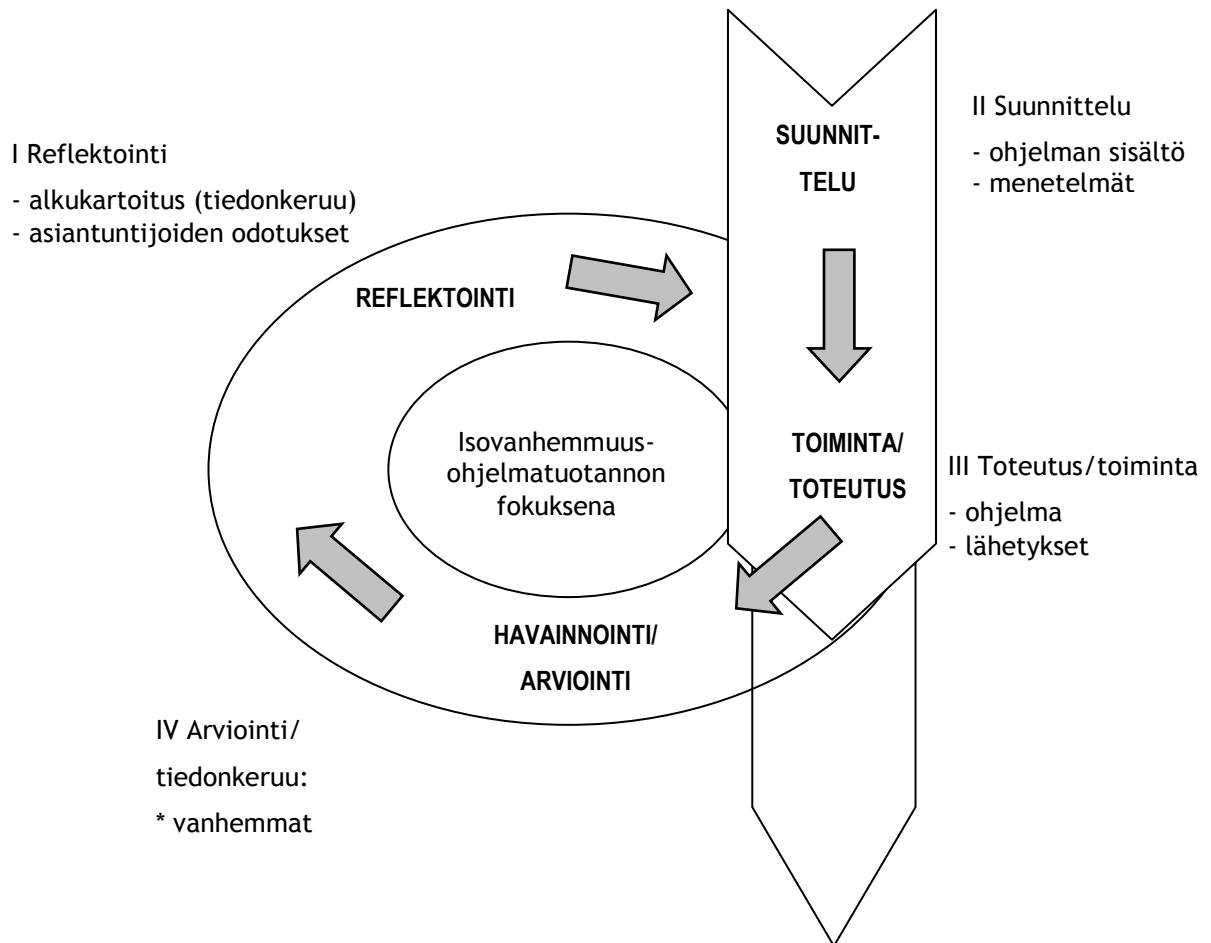 I Reflektointi
- alkukartoitus (tiedonkeruu)
- asiantuntijoiden odotukset
SUUNNIT-
TELU
II Suunnittelu
- ohjelman sisältö
- menetelmät
REFLEKTOINTI
Isovanhemmuus-
ohjelmatuotannon
fokuksena
TOIMINTA/
TOTEUTUS
III Toteutus/toiminta
- ohjelma
- lähetykset
HAVAINNOINTI/
ARVIOINTI
IV Arviointi/
tiedonkeruu:
* vanhemmat